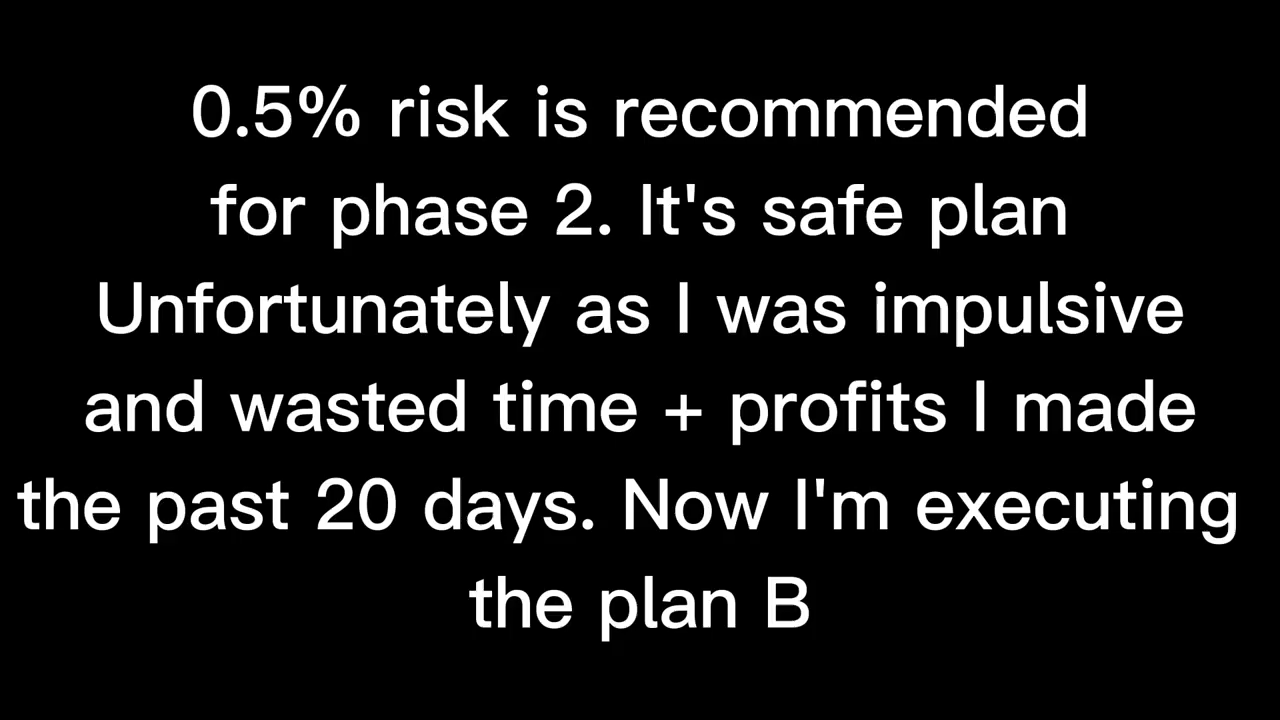 0.5% risk is recommended
for phase 2. It's safe plan
Unfortunately as I was impulsive
and wasted time + profits I made
the past 20 days. Now I'm executing
the plan B